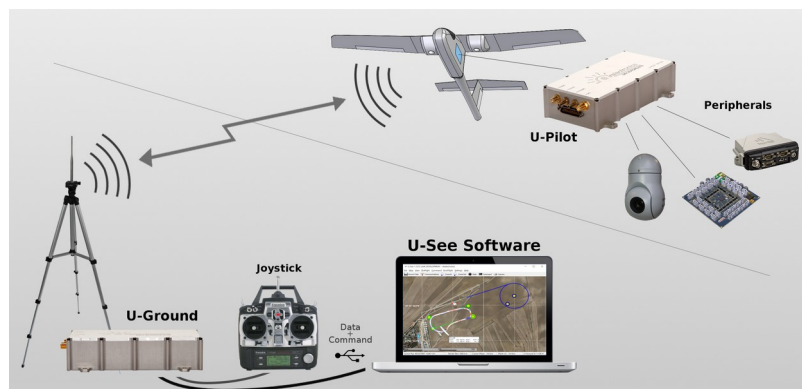 Peripherals
U-Pilot
U-See Software
Joystick
U-Ground
Data
+
Command